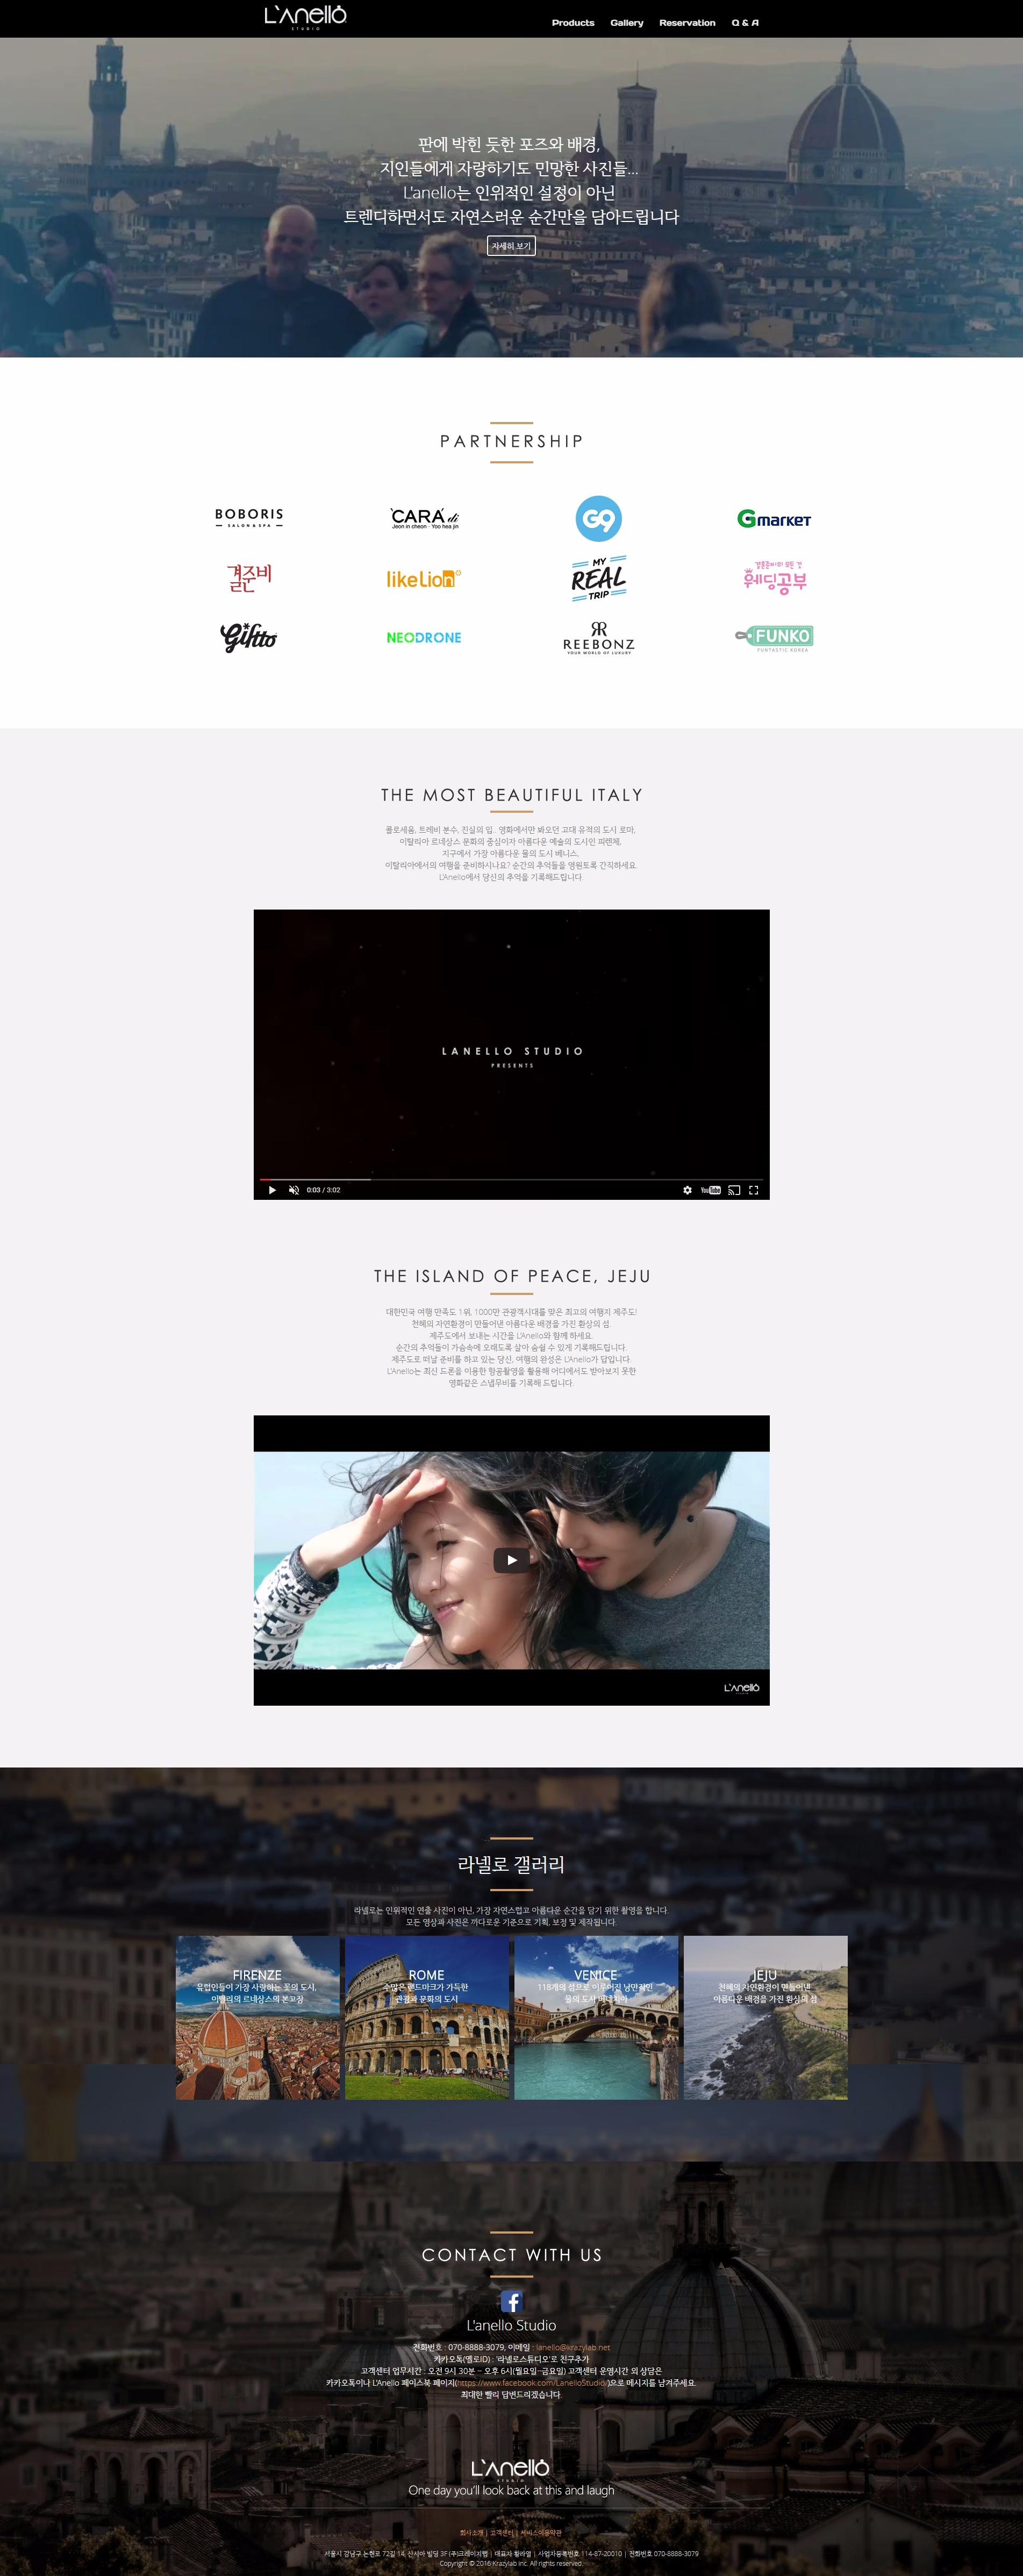 L'Anello
STUDIO
Products Gallery Reservation Q & A
판에 박힌 듯한 포즈와 배경,
지인들에게 자랑하기도 민망한 사진들...
L'anello는 인위적인 설정이 아닌
트렌디하면서도 자연스러운 순간만을 담아드립니다
자세히 보기
PARTNERSHIP
BOBORIS
SALON & SPA
CARA di
Jeon in cheon - Yoo hea jin
G9
Gmarket
결준비
likelion
MY
REAL
TRIP
결혼준비의 모든 것
웨딩공부
Giftto
NEODRONE
REEBONZ
YOUR WORLD OF LUXURY
FUNKO
FUNTASTIC KOREA
THE MOST BEAUTIFUL ITALY
콜로세움, 트레비 분수, 진실의 입.. 영화에서만 봐오던 고대 유적의 도시 로마,
이탈리아 르네상스 문화의 중심이자 아름다운 예술의 도시인 피렌체,
지구에서 가장 아름다운 물의 도시 베니스,
이탈리아에서의 여행을 준비하시나요? 순간의 추억들을 영원토록 간직하세요.
L'Anello에서 당신의 추억을 기록해드립니다.
LANELLO STUDIO
PRESENTS
0:03 / 3:02
YouTube
THE ISLAND OF PEACE, JEJU
대한민국 여행 만족도 1위, 1000만 관광객시대를 맞은 최고의 여행지 제주도!
천혜의 자연환경이 만들어낸 아름다운 배경을 가진 환상의 섬.
제주도에서 보내는 시간을 L'Anello와 함께 하세요.
순간의 추억들이 가슴속에 오래도록 살아 숨쉴 수 있게 기록해드립니다.
제주도로 떠날 준비를 하고 있는 당신, 여행의 완성은 L'Anello가 답입니다.
L'Anello는 최신 드론을 이용한 항공촬영을 활용해 어디에서도 받아보지 못한
영화같은 스냅무비를 기록해 드립니다.
L'Anello
STUDIO
라넬로 갤러리
라넬로는 인위적인 연출 사진이 아닌, 가장 자연스럽고 아름다운 순간을 담기 위한 촬영을 합니다.
모든 영상과 사진은 까다로운 기준으로 기획, 보정 및 제작됩니다.
FIRENZE
유럽인들이 가장 사랑하는 꽃의 도시,
이탈리아 르네상스의 본고장
ROME
수많은 랜드마크가 가득한
관광과 문화의 도시
VENICE
118개의 섬으로 이루어진 낭만적인
물의 도시 베네치아
JEJU
천혜의 자연환경이 만들어낸
아름다운 배경을 가진 환상의 섬
CONTACT WITH US
L'anello Studio
전화번호 : 070-8888-3079, 이메일 : lanello@krazylab.net
카카오톡(옐로ID) : '라넬로스튜디오'로 친구추가
고객센터 업무시간 : 오전 9시 30분 ~ 오후 6시(월요일~금요일) 고객센터 운영시간 외 상담은
카카오톡이나 L'Anello 페이스북 페이지(https://www.facebook.com/LanelloStudio/)으로 메시지를 남겨주세요.
최대한 빨리 답변드리겠습니다.
L'Anello
STUDIO
One day you'll look back at this and laugh
회사소개 | 고객센터 | 서비스이용약관
서울시 강남구 논현로 72길 14, 신시아 빌딩 3F (주)크레이지랩 | 대표자 황라열 | 사업자등록번호 114-87-20010 | 전화번호 070-8888-3079
Copyright © 2016 Krazylab inc. All rights reserved.